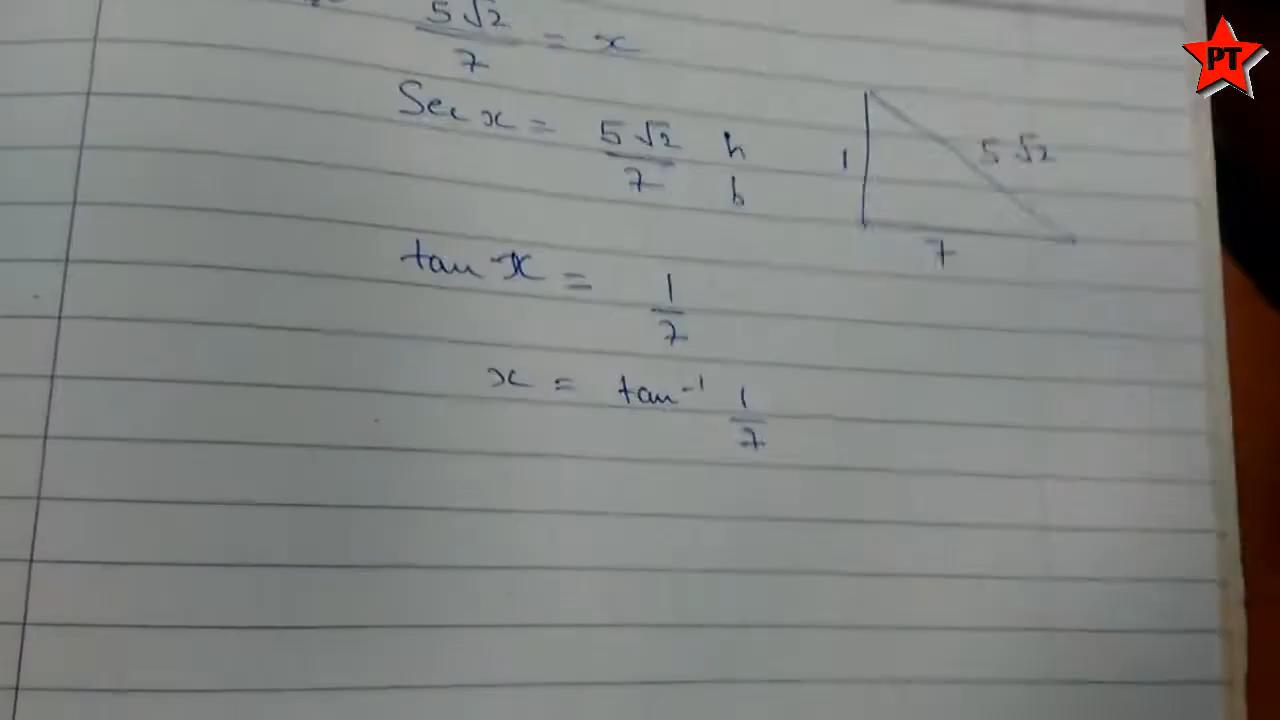 5√2/7 = x
Sec x = 5√2/7 h/b
1
5√2
7
tan x = 1/7
x = tan⁻¹ 1/7
PT